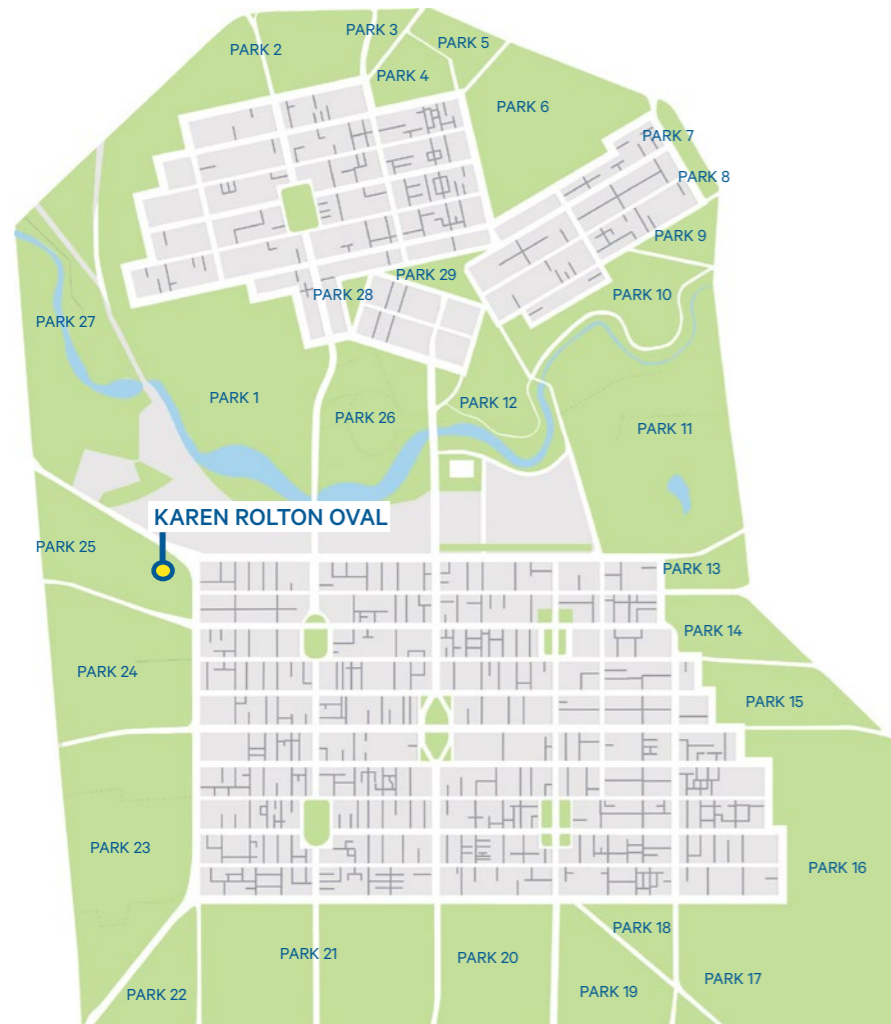 PARK 3
PARK 5
PARK 2
PARK 4
PARK 6
PARK 7
PARK 8
PARK 9
PARK 29
PARK 28
PARK 10
PARK 27
PARK 1
PARK 12
PARK 26
PARK 11
KAREN ROLTON OVAL
PARK 25
PARK 13
PARK 14
PARK 24
PARK 15
PARK 23
PARK 16
PARK 18
PARK 21
PARK 20
PARK 17
PARK 22
PARK 19